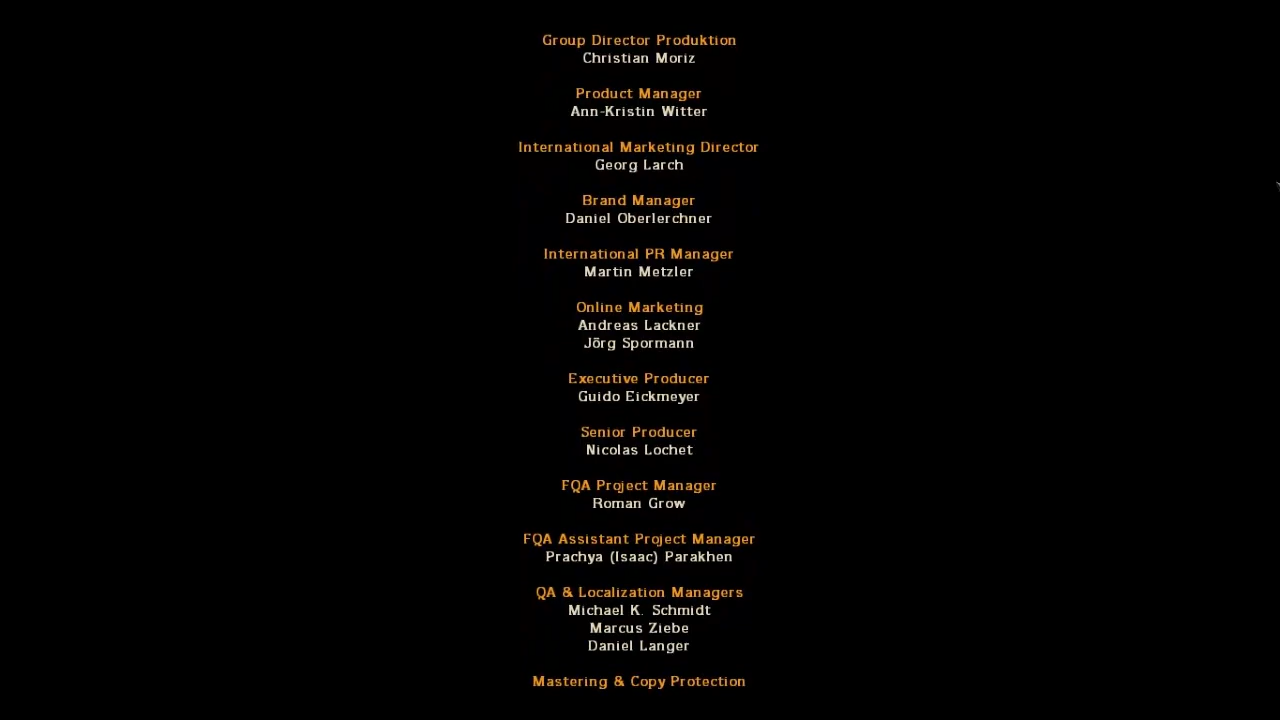 Group Director Produktion
Christian Moriz
Product Manager
Ann-Kristin Witter
International Marketing Director
Georg Larch
Brand Manager
Daniel Oberlerchner
International PR Manager
Martin Metzler
Online Marketing
Andreas Lackner
Jörg Spormann
Executive Producer
Guido Eickmeyer
Senior Producer
Nicolas Lochet
FQA Project Manager
Roman Grow
FQA Assistant Project Manager
Prachya (Isaac) Parakhen
QA & Localization Managers
Michael K. Schmidt
Marcus Ziebe
Daniel Langer
Mastering & Copy Protection